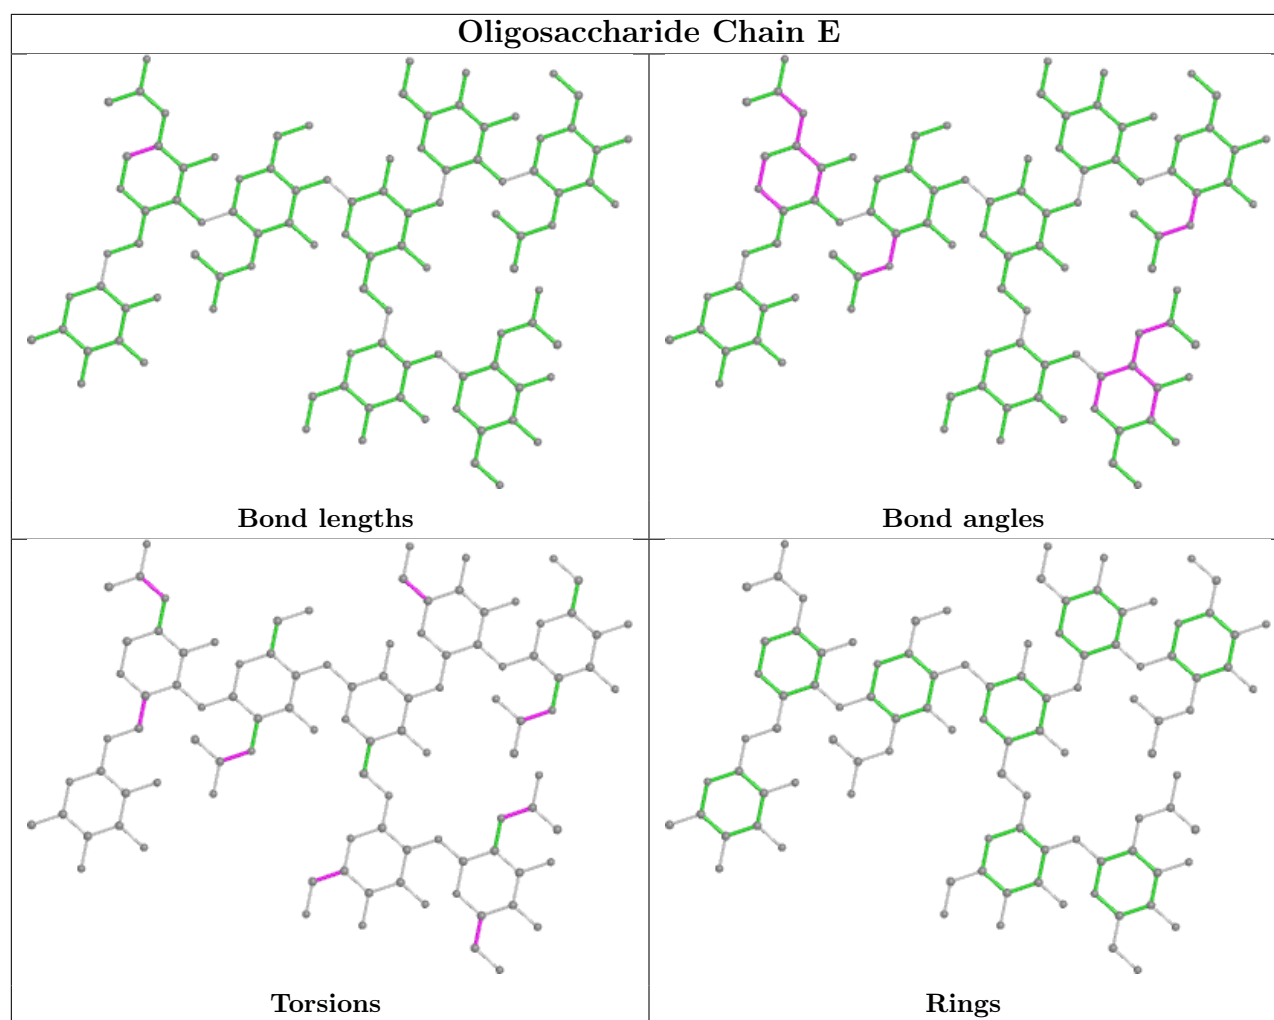 Oligosaccharide Chain E
Bond lengths
Bond angles
Torsions
Rings